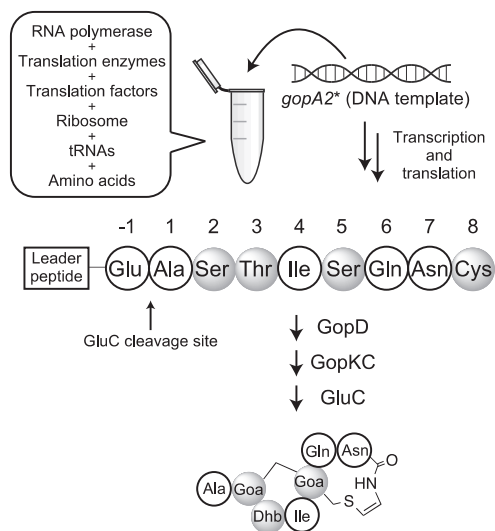 RNA polymerase
+
Translation enzymes
+
Translation factors
+
Ribosome
+
tRNAs
+
Amino acids
gopA2* (DNA template)
Transcription
and
translation
-1 1 2 3 4 5 6 7 8
Leader
peptide
Glu Ala Ser Thr Ile Ser Gln Asn Cys
GluC cleavage site
GopD
GopKC
GluC
Gln Asn
O
HN
S
Ala Goa Goa
Dhb Ile